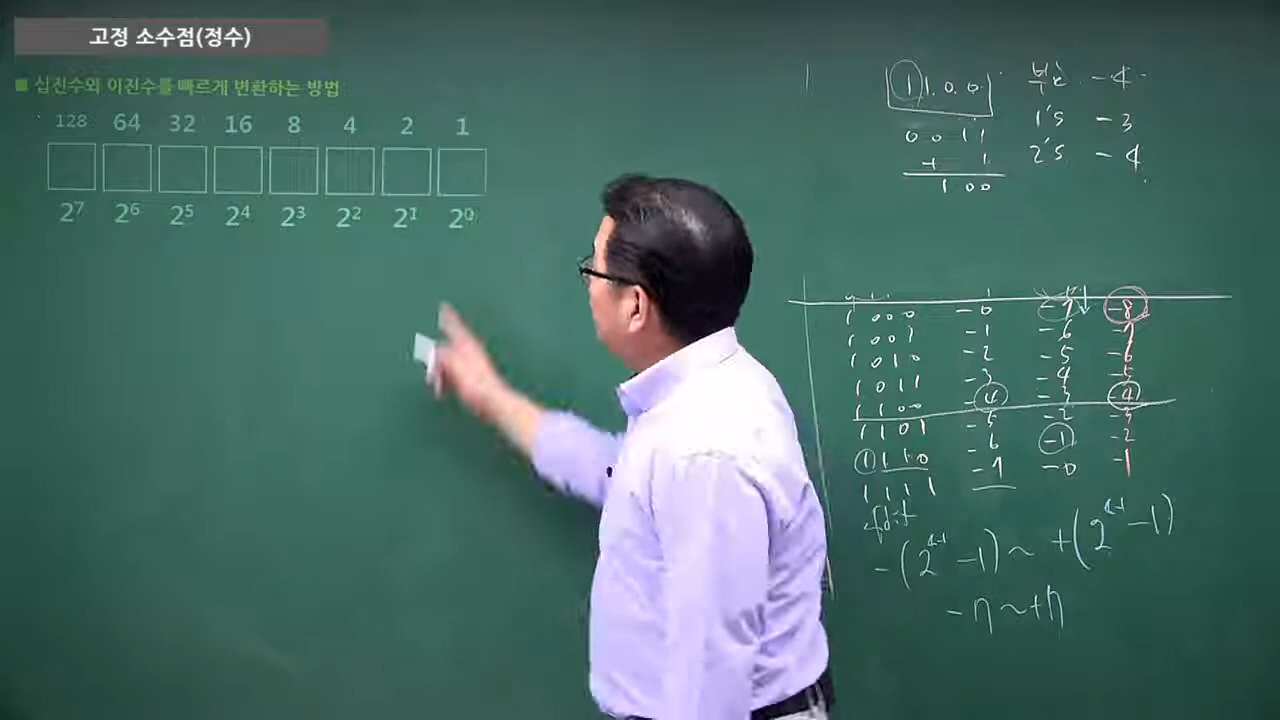 고정 소수점(정수)
■ 십진수와 이진수를 빠르게 변환하는 방법
128 64 32 16 8 4 2 1
2⁷ 2⁶ 2⁵ 2⁴ 2³ 2² 2¹ 2⁰
1 1 0 0 부호 -4
0 0 1 1 1's -3
+ 1 2's -4
1 0 0
1 0 0 0 -0 -7 -8
1 0 0 1 -1 -6 -7
1 0 1 0 -2 -5 -6
1 0 1 1 -3 -4 -5
1 1 0 0 -4 -3 -4
1 1 0 1 -5 -2 -3
1 1 1 0 -6 -1 -2
1 1 1 1 -7 -0 -1
-(2⁴⁻¹ -1) ~ +(2⁴⁻¹ -1)
-7 ~ +7